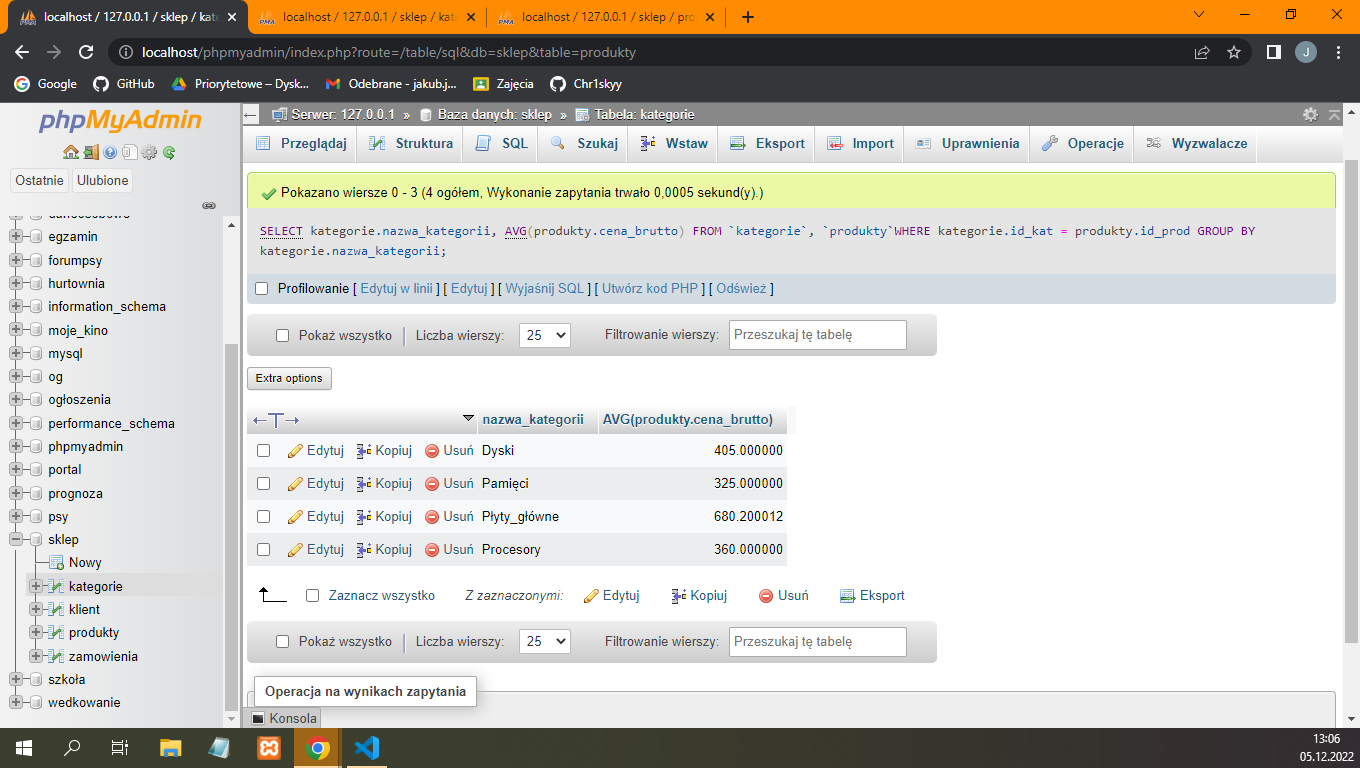 localhost / 127.0.0.1 / sklep / kate
localhost / 127.0.0.1 / sklep / kate
localhost / 127.0.0.1 / sklep / pro
localhost/phpmyadmin/index.php?route=/table/sql&db=sklep&table=produkty
J
Google
GitHub
Priorytetowe – Dysk...
Odebrane - jakub.j...
Zajęcia
Chr1skyy
phpMyAdmin
Ostatnie
Ulubione
egzamin
forumpsy
hurtownia
information_schema
moje_kino
mysql
og
ogłoszenia
performance_schema
phpmyadmin
portal
prognoza
psy
sklep
Nowy
kategorie
klient
produkty
zamowienia
szkoła
wedkowanie
Serwer: 127.0.0.1 » Baza danych: sklep » Tabela: kategorie
Przeglądaj Struktura SQL Szukaj Wstaw Eksport Import Uprawnienia Operacje Wyzwalacze
Pokazano wiersze 0 - 3 (4 ogółem, Wykonanie zapytania trwało 0,0005 sekund(y).)
SELECT kategorie.nazwa_kategorii, AVG(produkty.cena_brutto) FROM `kategorie`, `produkty`WHERE kategorie.id_kat = produkty.id_prod GROUP BY
kategorie.nazwa_kategorii;
Profilowanie [ Edytuj w linii ] [ Edytuj ] [ Wyjaśnij SQL ] [ Utwórz kod PHP ] [ Odśwież ]
Pokaż wszystko Liczba wierszy: 25 Filtrowanie wierszy: Przeszukaj tę tabelę
Extra options
nazwa_kategorii AVG(produkty.cena_brutto)
Edytuj Kopiuj Usuń Dyski 405.000000
Edytuj Kopiuj Usuń Pamięci 325.000000
Edytuj Kopiuj Usuń Płyty_główne 680.200012
Edytuj Kopiuj Usuń Procesory 360.000000
Zaznacz wszystko Z zaznaczonymi: Edytuj Kopiuj Usuń Eksport
Pokaż wszystko Liczba wierszy: 25 Filtrowanie wierszy: Przeszukaj tę tabelę
Operacja na wynikach zapytania
Konsola
13:06
05.12.2022